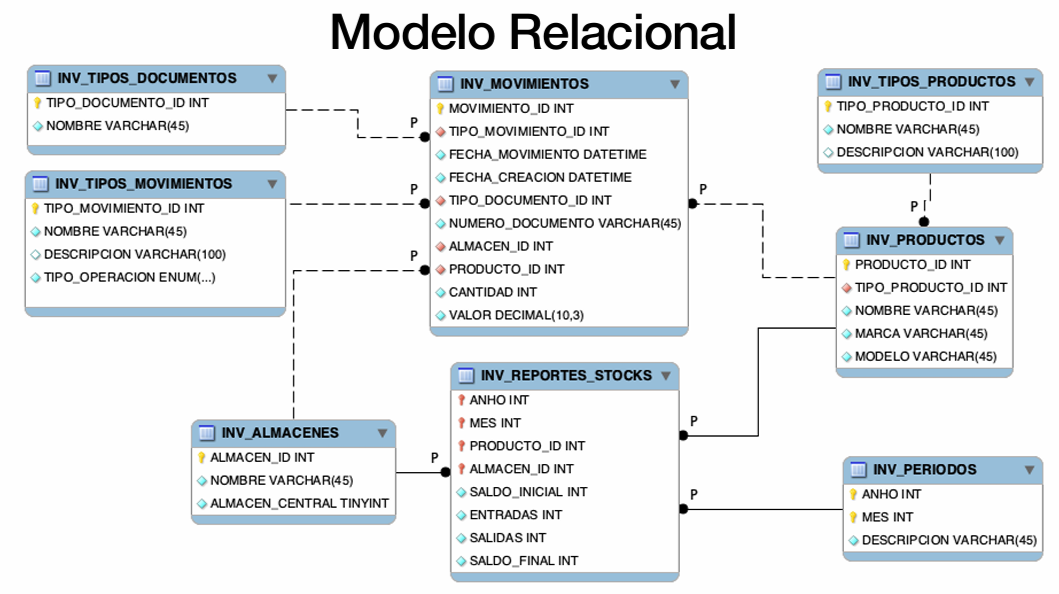 Modelo Relacional
INV_TIPOS_DOCUMENTOS
TIPO_DOCUMENTO_ID INT
NOMBRE VARCHAR(45)
INV_TIPOS_MOVIMIENTOS
TIPO_MOVIMIENTO_ID INT
NOMBRE VARCHAR(45)
DESCRIPCION VARCHAR(100)
TIPO_OPERACION ENUM(...)
P
P
P
INV_MOVIMIENTOS
MOVIMIENTO_ID INT
TIPO_MOVIMIENTO_ID INT
FECHA_MOVIMIENTO DATETIME
FECHA_CREACION DATETIME
TIPO_DOCUMENTO_ID INT
NUMERO_DOCUMENTO VARCHAR(45)
ALMACEN_ID INT
PRODUCTO_ID INT
CANTIDAD INT
VALOR DECIMAL(10,3)
P
INV_TIPOS_PRODUCTOS
TIPO_PRODUCTO_ID INT
NOMBRE VARCHAR(45)
DESCRIPCION VARCHAR(100)
P
INV_PRODUCTOS
PRODUCTO_ID INT
TIPO_PRODUCTO_ID INT
NOMBRE VARCHAR(45)
MARCA VARCHAR(45)
MODELO VARCHAR(45)
INV_ALMACENES
ALMACEN_ID INT
NOMBRE VARCHAR(45)
ALMACEN_CENTRAL TINYINT
P
INV_REPORTES_STOCKS
ANHO INT
MES INT
PRODUCTO_ID INT
ALMACEN_ID INT
SALDO_INICIAL INT
ENTRADAS INT
SALIDAS INT
SALDO_FINAL INT
P
P
INV_PERIODOS
ANHO INT
MES INT
DESCRIPCION VARCHAR(45)